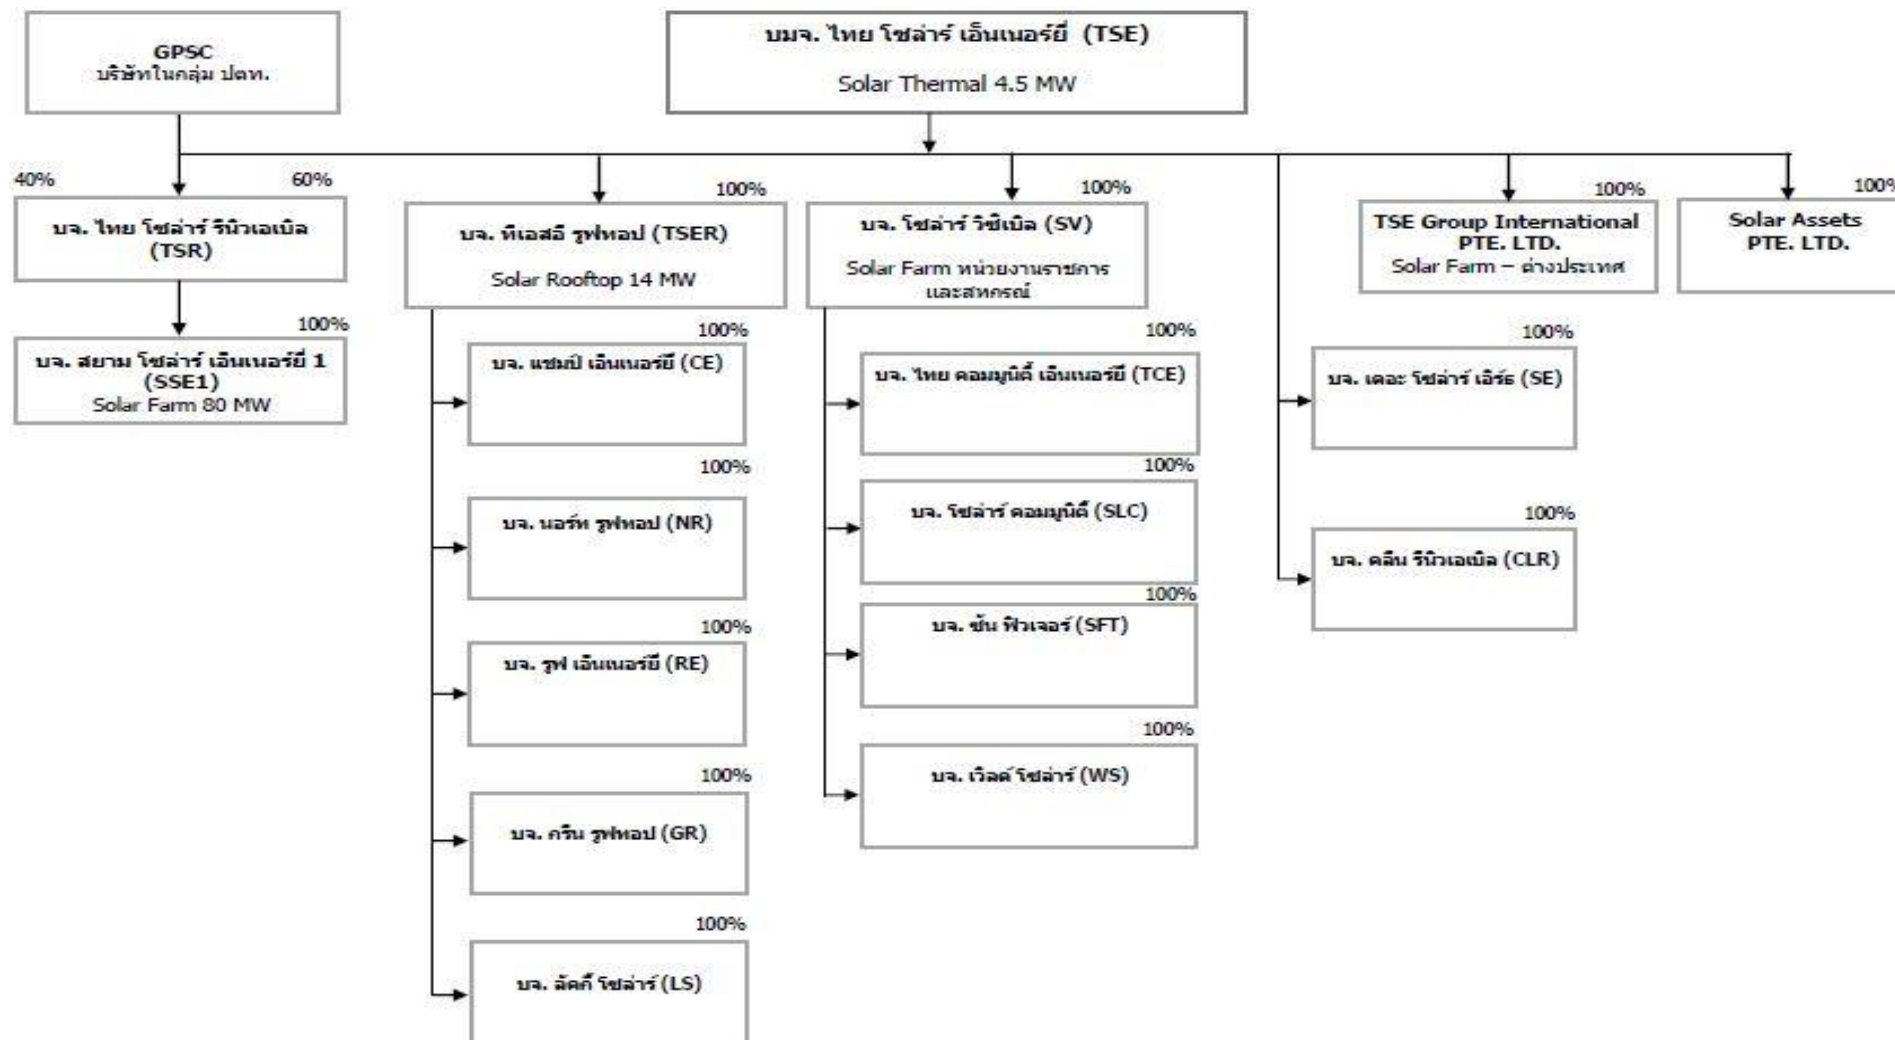 GPSC
บริษัทในกลุ่ม ปตท.
บมจ. ไทย โซล่าร์ เอ็นเนอร์ยี่ (TSE)
Solar Thermal 4.5 MW
40%
60%
บจ. ไทย โซล่าร์ รีนิวเอเบิล
(TSR)
100%
บจ. ทีเอสอี รูฟทอป (TSER)
Solar Rooftop 14 MW
100%
บจ. โซล่าร์ วิซิเบิล (SV)
Solar Farm หน่วยงานราชการ
และสหกรณ์
100%
TSE Group International
PTE. LTD.
Solar Farm – ต่างประเทศ
100%
Solar Assets
PTE. LTD.
100%
บจ. สยาม โซล่าร์ เอ็นเนอร์ยี่ 1
(SSE1)
Solar Farm 80 MW
100%
บจ. แชมป์ เอ็นเนอร์ยี่ (CE)
100%
บจ. นอร์ท รูฟทอป (NR)
100%
บจ. รูฟ เอ็นเนอร์ยี่ (RE)
100%
บจ. กรีน รูฟทอป (GR)
100%
บจ. ลัคกี้ โซล่าร์ (LS)
100%
บจ. ไทย คอมมูนิตี้ เอ็นเนอร์ยี่ (TCE)
100%
บจ. โซล่าร์ คอมมูนิตี้ (SLC)
100%
บจ. ซัน ฟิวเจอร์ (SFT)
100%
บจ. เวิลด์ โซล่าร์ (WS)
100%
บจ. เดอะ โซล่าร์ เอิร์ธ (SE)
100%
บจ. คลีน รีนิวเอเบิล (CLR)